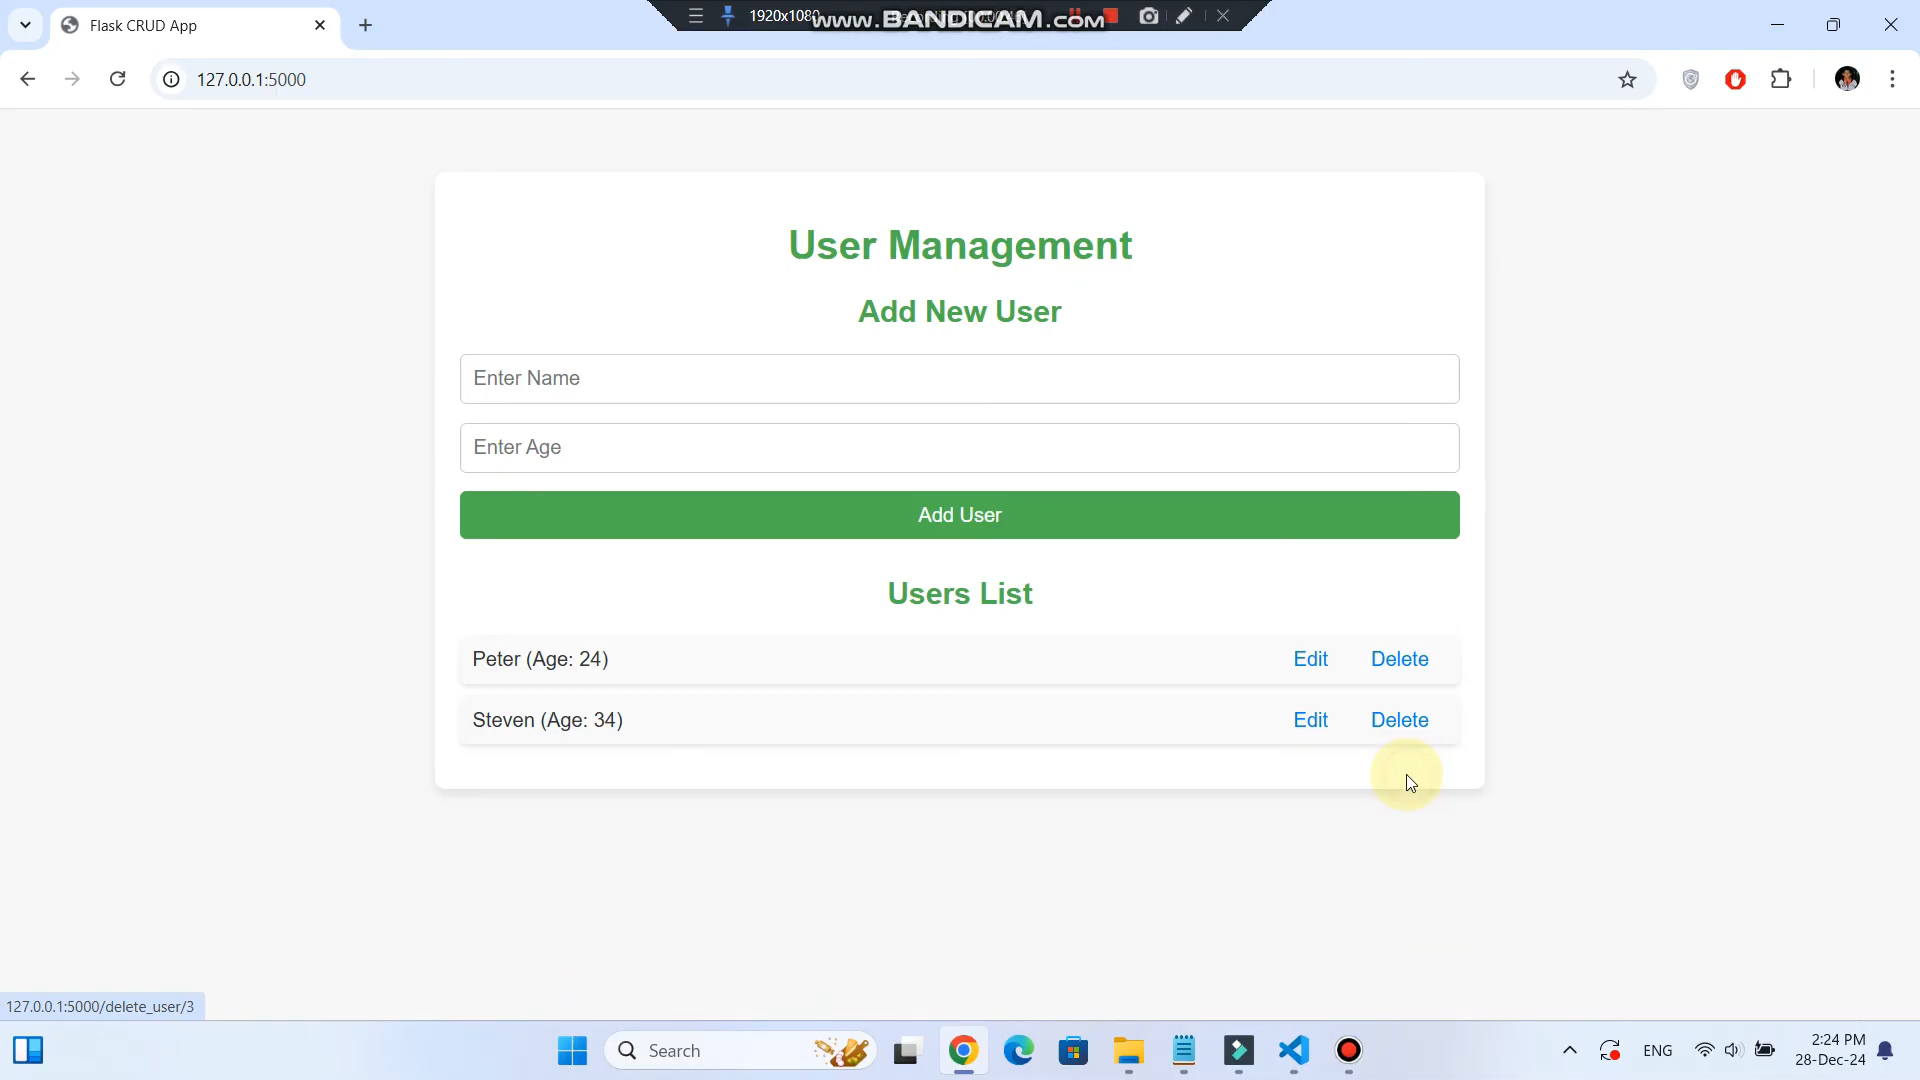 Flask CRUD App
1920x1080
www.BANDICAM.com
127.0.0.1:5000
User Management
Add New User
Enter Name
Enter Age
Add User
Users List
Peter (Age: 24) Edit Delete
Steven (Age: 34) Edit Delete
127.0.0.1:5000/delete_user/3
Search
ENG
2:24 PM
28-Dec-24